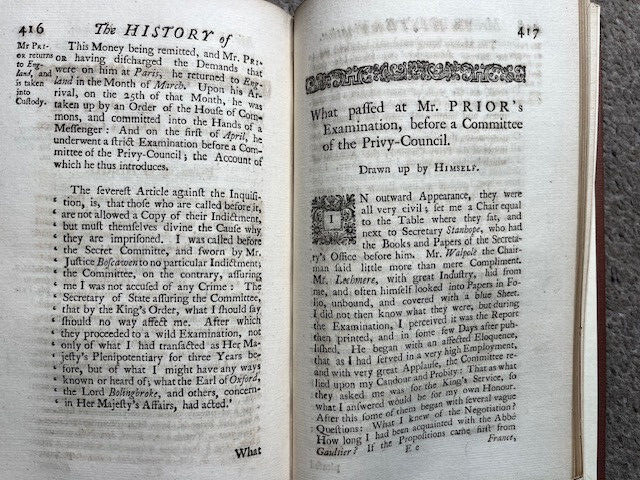 416 The HISTORY of
Mr PRI-
OR returns
to Eng-
land, and
is taken
into
Custody.
This Money being remitted, and Mr. PRI-
OR having discharged the Demands that
were on him at Paris, he returned to Eng-
land in the Month of March. Upon his Ar-
rival, on the 25th of that Month, he was
taken up by an Order of the House of Com-
mons, and committed into the Hands of a
Messenger: And on the first of April, he
underwent a strict Examination before a Com-
mittee of the Privy-Council; the Account of
which he thus introduces.
The severest Article against the Inquisi-
‘ tion, is, that those who are called before it,
‘ are not allowed a Copy of their Indictment,
‘ but must themselves divine the Cause why
‘ they are imprisoned. I was called before
‘ the Secret Committee, and sworn by Mr.
‘ Justice Boscawen to no particular Indictment;
‘ the Committee, on the contrary, assuring
‘ me I was not accused of any Crime: The
‘ Secretary of State assuring the Committee,
‘ that by the King's Order, what I should say
‘ should no way affect me. After which
‘ they proceeded to a wild Examination, not
‘ only of what I had transacted as Her Ma-
‘ jesty's Plenipotentiary for three Years be-
‘ fore, but of what I might have any ways
‘ known or heard of; what the Earl of Oxford,
‘ the Lord Bolingbroke, and others, concern-
‘ in Her Majesty's Affairs, had acted.’
What
417
What passed at Mr. PRIOR's
Examination, before a Committee
of the Privy-Council.
Drawn up by HIMSELF.
IN outward Appearance, they were
all very civil; set me a Chair equal
to the Table where they sat, and
next to Secretary Stanhope, who had
the Books and Papers of the Secreta-
ry's Office before him. Mr. Walpole the Chair-
man said little more than mere Compliment.
Mr. Lechmere, with great Industry, hid from
me, and often himself looked into Papers in Fo-
lio, unbound, and covered with a blue Sheet.
I did not then know what they were, but during
the Examination, I perceived it was the Report
then printed, and in some few Days after pub-
lished. He began with an affected Eloquence,
that as I had served in a very high Employment,
and with very great Applause, the Committee re-
lied upon my Candour and Probity: That as what
they asked me was for the King's Service, so
what I answered would be for my own Honour.
After this some of them began with several vague
Questions: What I knew of the Negotiation?
How long I had been acquainted with the Abbé
Gaultier? If the Propositions came first from
E e France,